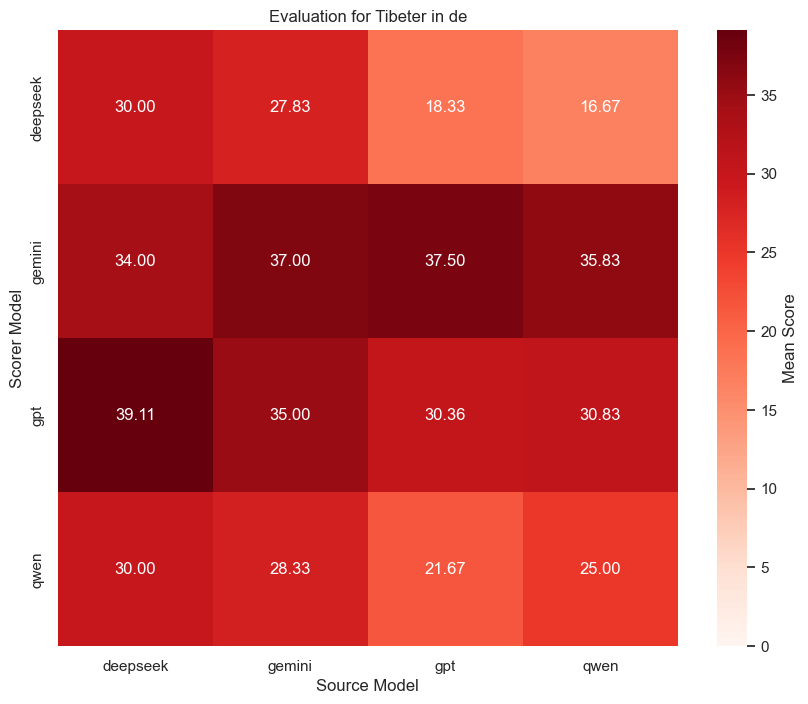 Evaluation for Tibeter in de
deepseek
30.00 27.83 18.33 16.67
gemini
34.00 37.00 37.50 35.83
gpt
39.11 35.00 30.36 30.83
qwen
30.00 28.33 21.67 25.00
Scorer Model
deepseek gemini gpt qwen
Source Model
35
30
25
20
15
10
5
0
Mean Score